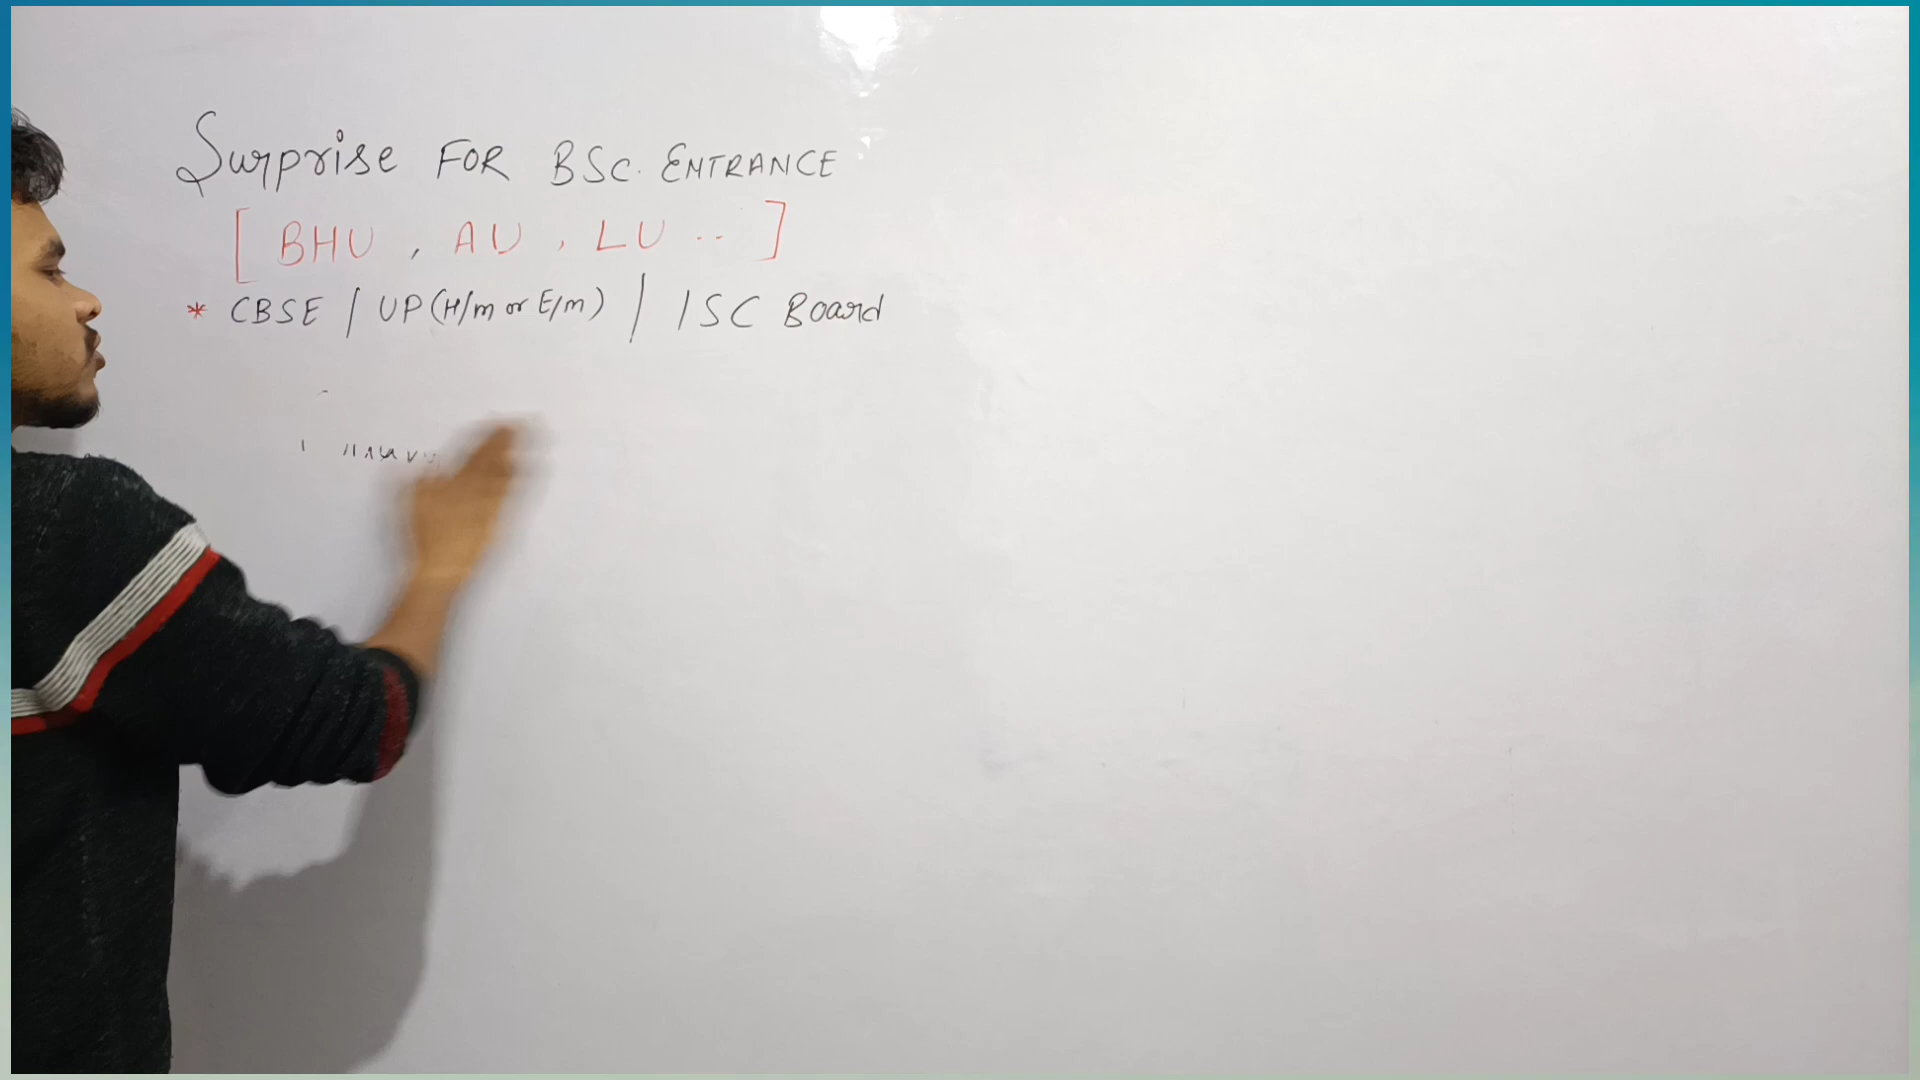 Surprise FOR BSc. ENTRANCE
[ BHU , AU , LU .. ]
* CBSE / UP (H/m or E/m) / ISC Board